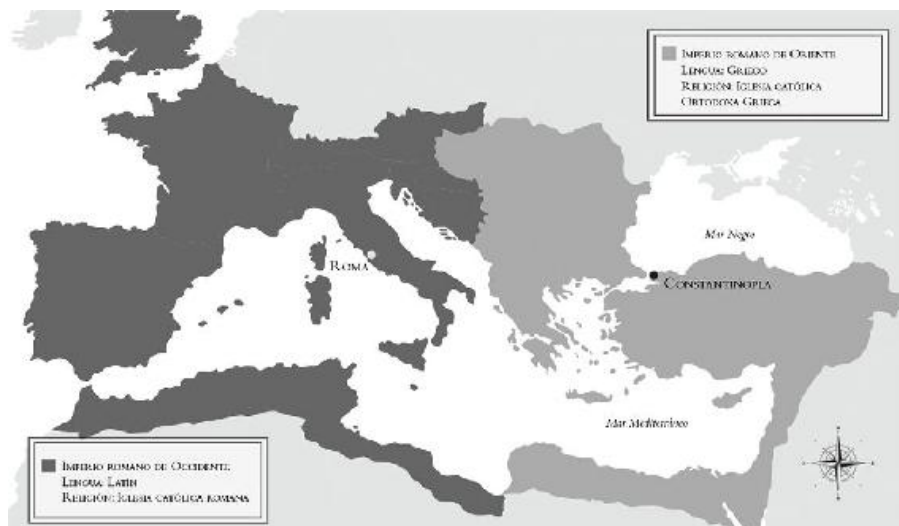 Imperio romano de Oriente
Lengua: Griego
Religión: Iglesia católica
Ortodoxa Griega
Mar Negro
Roma
Constantinopla
Mar Mediterráneo
Imperio romano de Occidente
Lengua: Latín
Religión: Iglesia católica romana